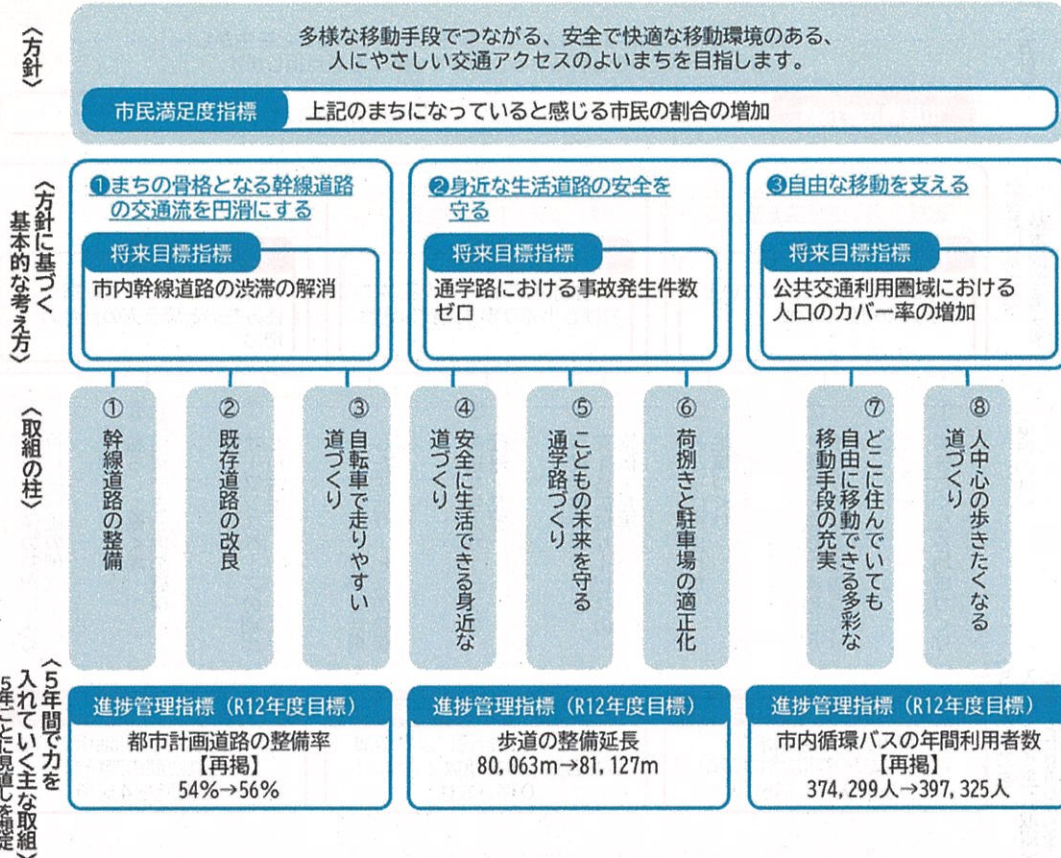 〈方針〉
多様な移動手段でつながる、安全で快適な移動環境のある、
人にやさしい交通アクセスのよいまちを目指します。
市民満足度指標
上記のまちになっていると感じる市民の割合の増加
〈方針に基づく
基本的な考え方〉
❶まちの骨格となる幹線道路
の交通流を円滑にする
将来目標指標
市内幹線道路の渋滞の解消
❷身近な生活道路の安全を
守る
将来目標指標
通学路における事故発生件数
ゼロ
❸自由な移動を支える
将来目標指標
公共交通利用圏域における
人口のカバー率の増加
〈取組の柱〉
① 幹線道路の整備
② 既存道路の改良
③ 自転車で走りやすい
道づくり
④ 安全に生活できる身近な
道づくり
⑤ こどもの未来を守る
通学路づくり
⑥ 荷捌きと駐車場の適正化
⑦ どこに住んでいても
自由に移動できる多彩な
移動手段の充実
⑧ 人中心の歩きたくなる
道づくり
〈5年間で力を
入れていく主な取組〉
5年ごとに見直しを想定
進捗管理指標（R12年度目標）
都市計画道路の整備率
【再掲】
54%→56%
進捗管理指標（R12年度目標）
歩道の整備延長
80,063m→81,127m
進捗管理指標（R12年度目標）
市内循環バスの年間利用者数
【再掲】
374,299人→397,325人